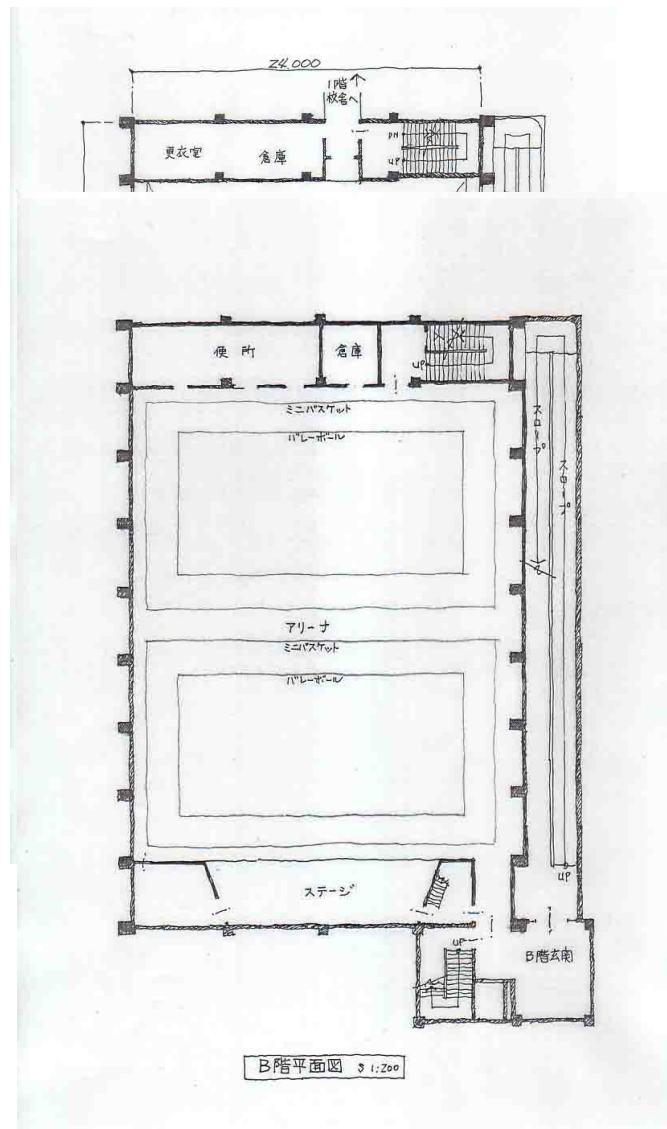 24.000
1階
校舎へ
更衣室
倉庫
DN
UP
便所
倉庫
UP
ミニバスケット
バレーボール
スロープ
スロープ
アリーナ
ミニバスケット
バレーボール
UP
ステージ
UP
B階玄関
B階平面図 S 1:200